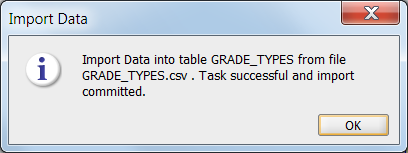 Import Data
Import Data into table GRADE_TYPES from file
GRADE_TYPES.csv . Task successful and import
committed.
OK